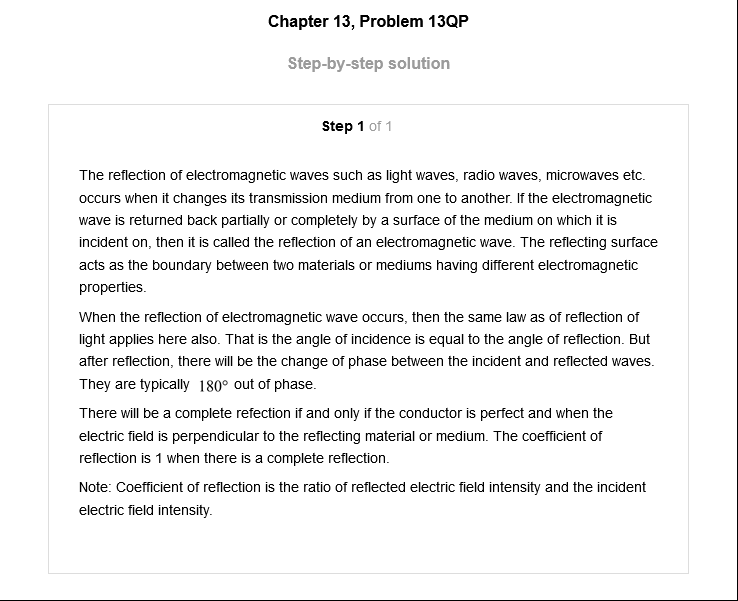 Chapter 13, Problem 13QP
Step-by-step solution
Step 1 of 1
The reflection of electromagnetic waves such as light waves, radio waves, microwaves etc.
occurs when it changes its transmission medium from one to another. If the electromagnetic
wave is returned back partially or completely by a surface of the medium on which it is
incident on, then it is called the reflection of an electromagnetic wave. The reflecting surface
acts as the boundary between two materials or mediums having different electromagnetic
properties.
When the reflection of electromagnetic wave occurs, then the same law as of reflection of
light applies here also. That is the angle of incidence is equal to the angle of reflection. But
after reflection, there will be the change of phase between the incident and reflected waves.
They are typically 180° out of phase.
There will be a complete refection if and only if the conductor is perfect and when the
electric field is perpendicular to the reflecting material or medium. The coefficient of
reflection is 1 when there is a complete reflection.
Note: Coefficient of reflection is the ratio of reflected electric field intensity and the incident
electric field intensity.